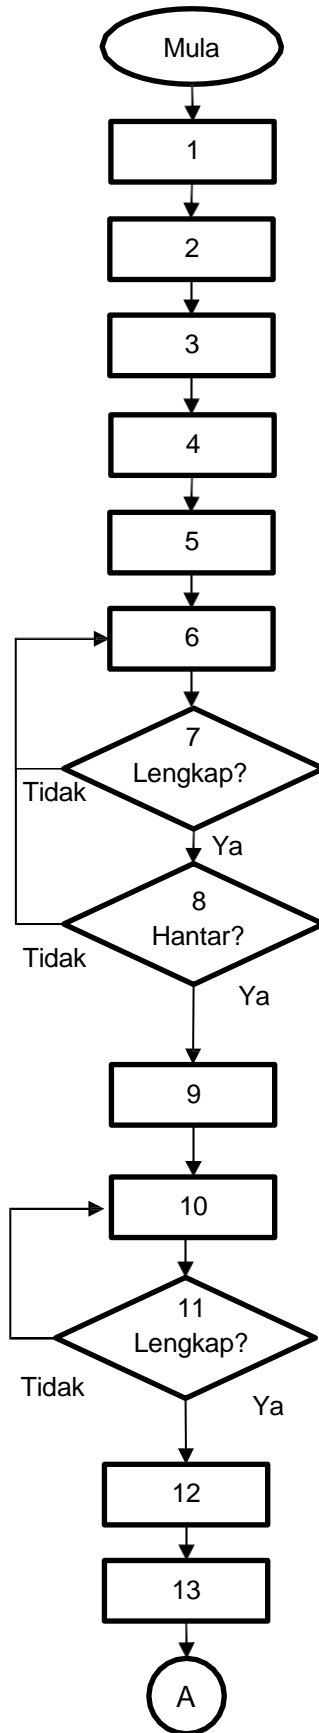 Mula
1
2
3
4
5
6
7
Lengkap?
Tidak
Ya
8
Hantar?
Tidak
Ya
9
10
11
Lengkap?
Tidak
Ya
12
13
A